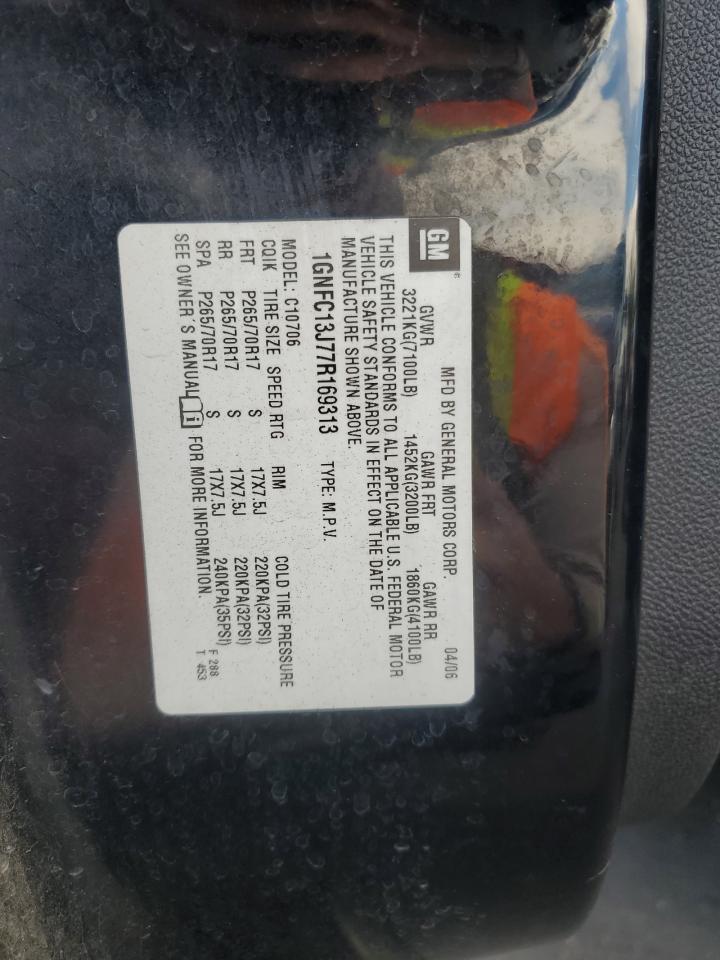 GM ®
MFD BY GENERAL MOTORS CORP. 04/06
GVWR GAWR FRT GAWR RR
3221KG(7100LB) 1452KG(3200LB) 1860KG(4100LB)
THIS VEHICLE CONFORMS TO ALL APPLICABLE U.S. FEDERAL MOTOR
VEHICLE SAFETY STANDARDS IN EFFECT ON THE DATE OF
MANUFACTURE SHOWN ABOVE.
1GNFC13J77R169313 TYPE: M.P.V.
MODEL: C10706
CQIK TIRE SIZE SPEED RTG RIM COLD TIRE PRESSURE
FRT P265/70R17 S 17X7.5J 220KPA(32PSI)
RR P265/70R17 S 17X7.5J 220KPA(32PSI)
SPA P265/70R17 S 17X7.5J 240KPA(35PSI)
SEE OWNER'S MANUAL FOR MORE INFORMATION.
F 288
T 453